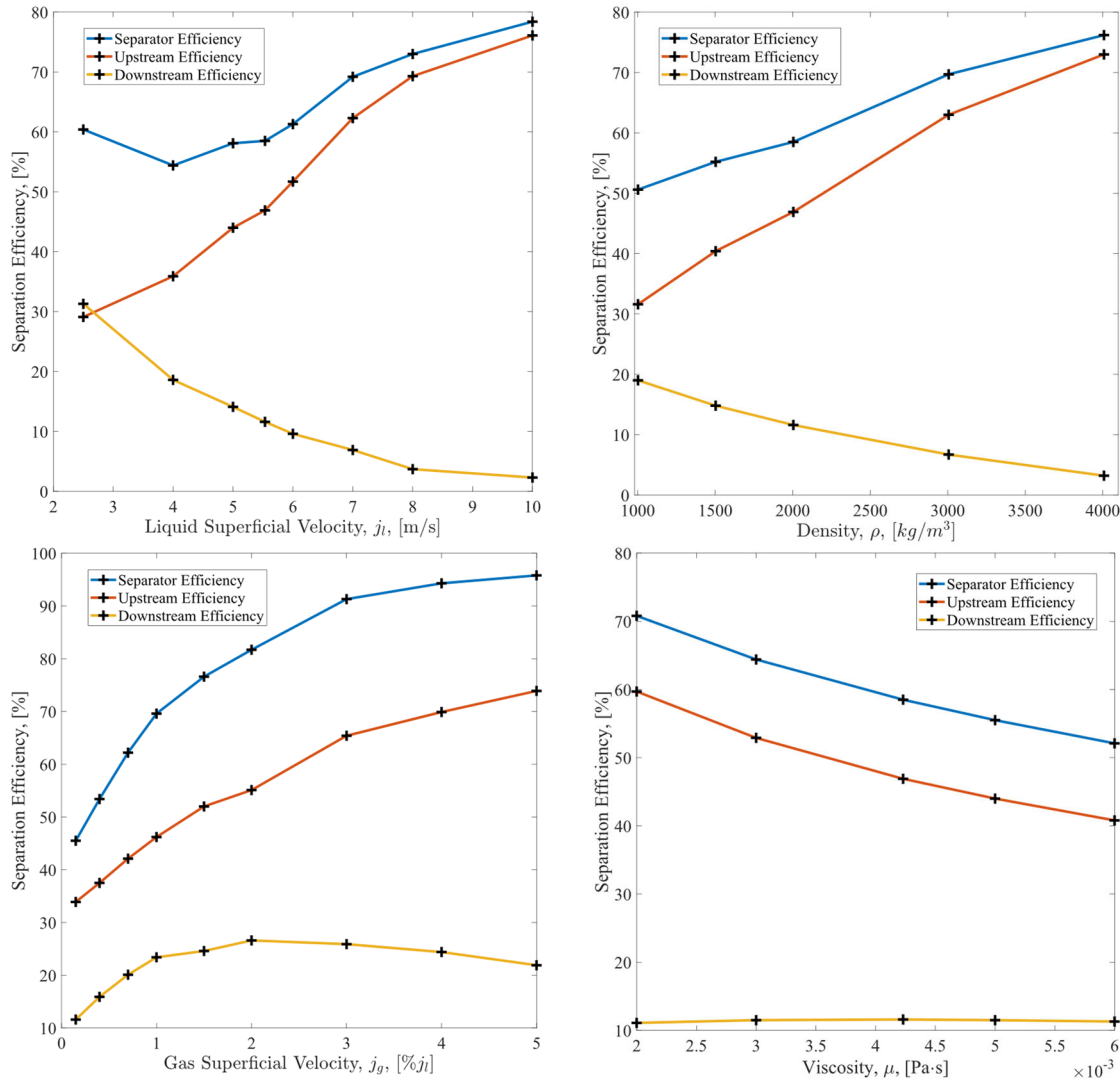 80
70
60
50
40
30
20
10
0
Separation Efficiency, [%]
Separator Efficiency
Upstream Efficiency
Downstream Efficiency
2 3 4 5 6 7 8 9 10
Liquid Superficial Velocity, j_l, [m/s]
80
70
60
50
40
30
20
10
0
Separation Efficiency, [%]
Separator Efficiency
Upstream Efficiency
Downstream Efficiency
1000 1500 2000 2500 3000 3500 4000
Density, ρ, [kg/m³]
100
90
80
70
60
50
40
30
20
10
Separation Efficiency, [%]
Separator Efficiency
Upstream Efficiency
Downstream Efficiency
0 1 2 3 4 5
Gas Superficial Velocity, j_g, [%j_l]
80
70
60
50
40
30
20
10
Separation Efficiency, [%]
Separator Efficiency
Upstream Efficiency
Downstream Efficiency
2 2.5 3 3.5 4 4.5 5 5.5 6
Viscosity, μ, [Pa·s]
×10⁻³